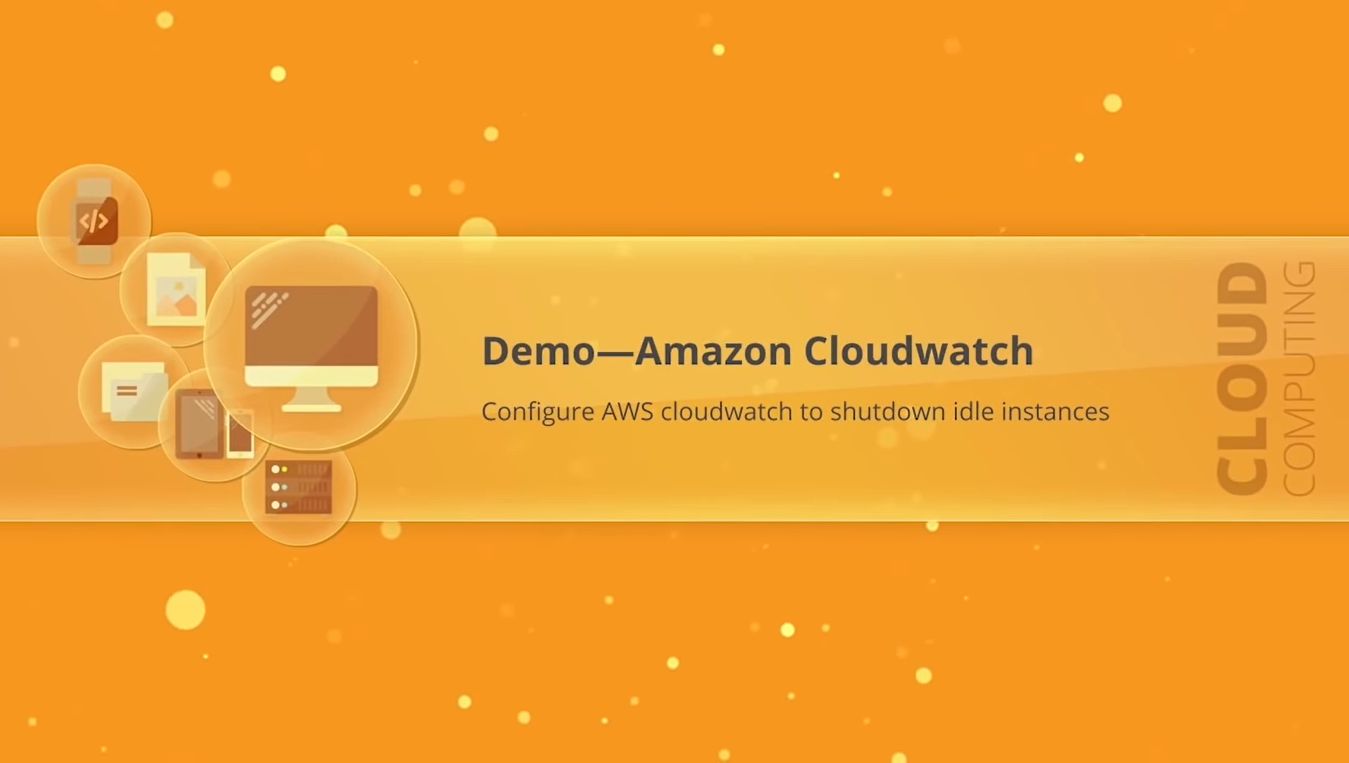 </>
Demo—Amazon Cloudwatch
Configure AWS cloudwatch to shutdown idle instances
CLOUD
COMPUTING